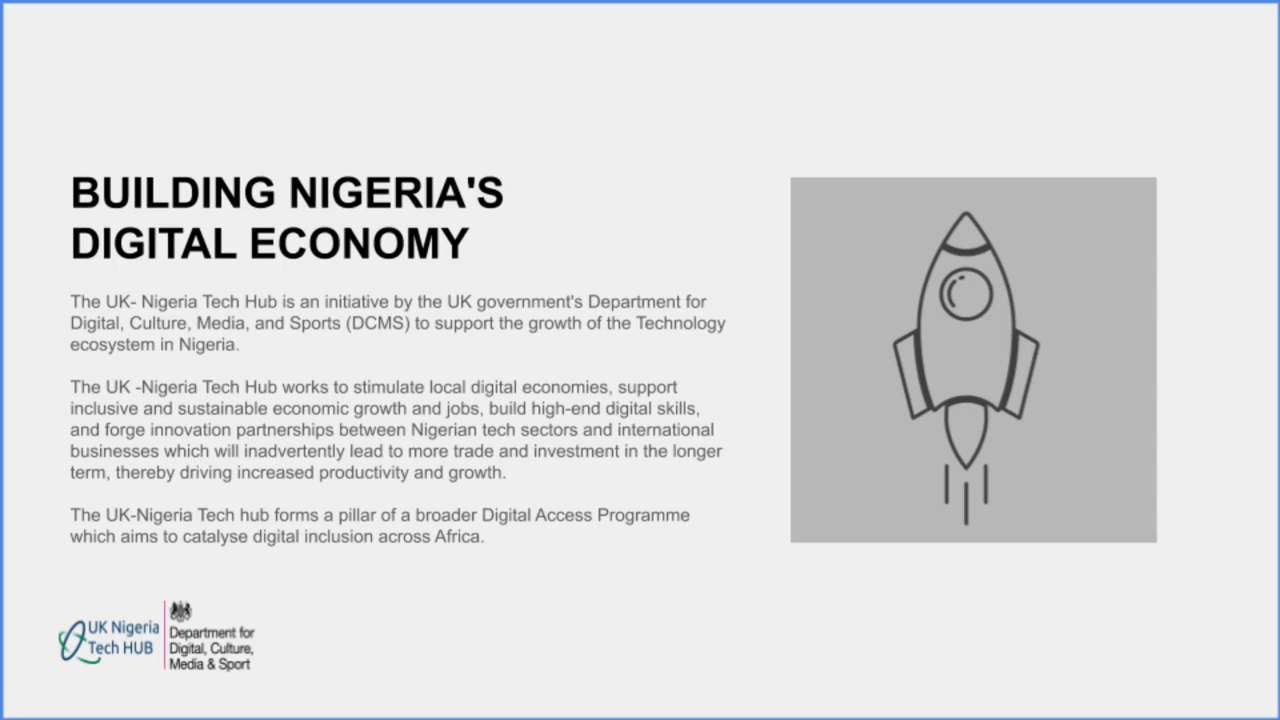 BUILDING NIGERIA'S
DIGITAL ECONOMY
The UK- Nigeria Tech Hub is an initiative by the UK government's Department for
Digital, Culture, Media, and Sports (DCMS) to support the growth of the Technology
ecosystem in Nigeria.
The UK -Nigeria Tech Hub works to stimulate local digital economies, support
inclusive and sustainable economic growth and jobs, build high-end digital skills,
and forge innovation partnerships between Nigerian tech sectors and international
businesses which will inadvertently lead to more trade and investment in the longer
term, thereby driving increased productivity and growth.
The UK-Nigeria Tech hub forms a pillar of a broader Digital Access Programme
which aims to catalyse digital inclusion across Africa.
UK Nigeria
Tech HUB
Department for
Digital, Culture,
Media & Sport